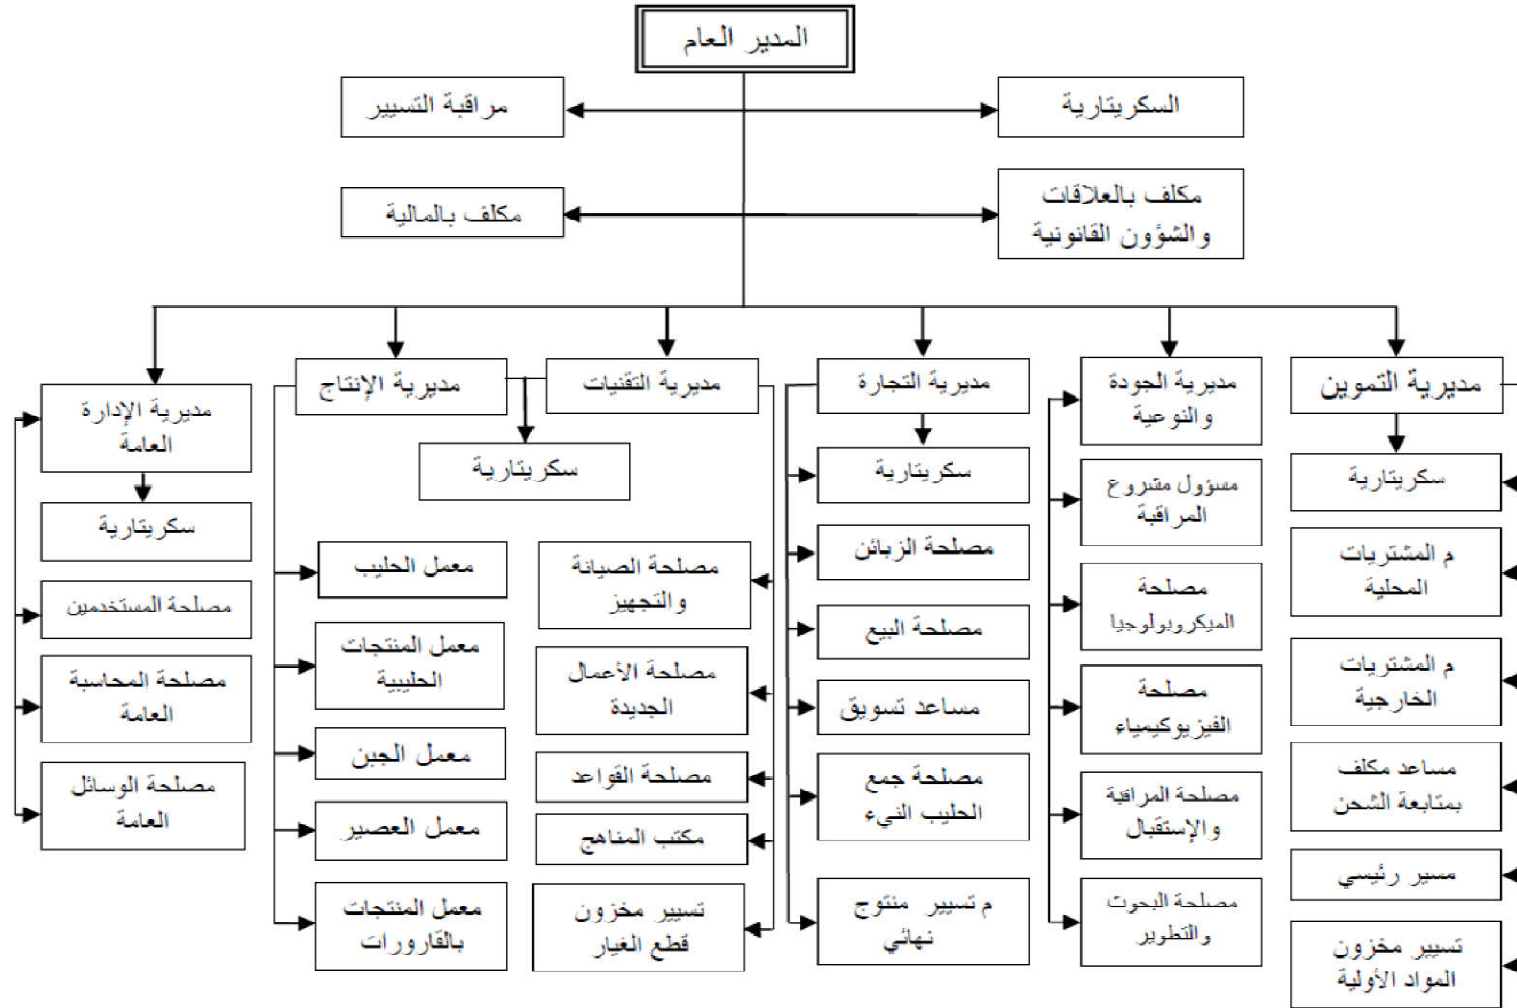 المدير العام
السكريتارية
مراقبة التسيير
مكلف بالعلاقات
والشؤون القانونية
مكلف بالمالية
مديرية التموين
سكريتارية
م المشتريات
المحلية
م المشتريات
الخارجية
مساعد مكلف
بمتابعة الشحن
مسير رئيسي
تسيير مخزون
المواد الأولية
مديرية الجودة
والنوعية
مسؤول مشروع
المراقبة
مصلحة
الميكروبولوجيا
مصلحة
الفيزيوكيمياء
مصلحة المراقبة
والإستقبال
مصلحة البحوث
والتطوير
مديرية التجارة
سكريتارية
مصلحة الزبائن
مصلحة البيع
مساعد تسويق
مصلحة جمع
الحليب النيء
م تسيير منتوج
نهائي
مديرية التقنيات
مديرية الإنتاج
سكريتارية
مصلحة الصيانة
والتجهيز
مصلحة الأعمال
الجديدة
مصلحة القواعد
مكتب المناهج
تسيير مخزون
قطع الغيار
معمل الحليب
معمل المنتجات
الحليبية
معمل الجبن
معمل العصير
معمل المنتجات
بالقارورات
مديرية الإدارة
العامة
سكريتارية
مصلحة المستخدمين
مصلحة المحاسبة
العامة
مصلحة الوسائل
العامة